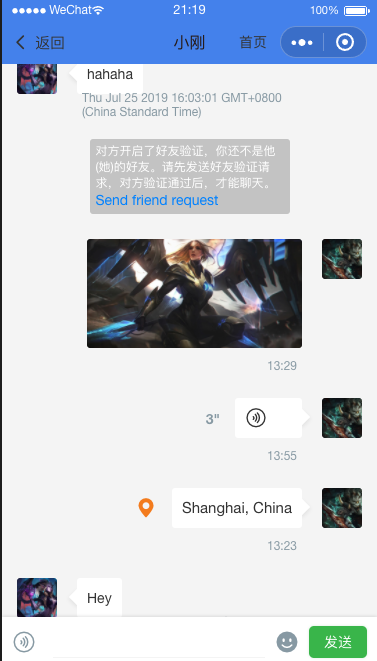 WeChat 21:19 100%
返回 小刚 首页
hahaha
Thu Jul 25 2019 16:03:01 GMT+0800
(China Standard Time)
对方开启了好友验证，你还不是他
(她)的好友。请先发送好友验证请
求，对方验证通过后，才能聊天。
Send friend request
13:29
3"
13:55
Shanghai, China
13:23
Hey
发送